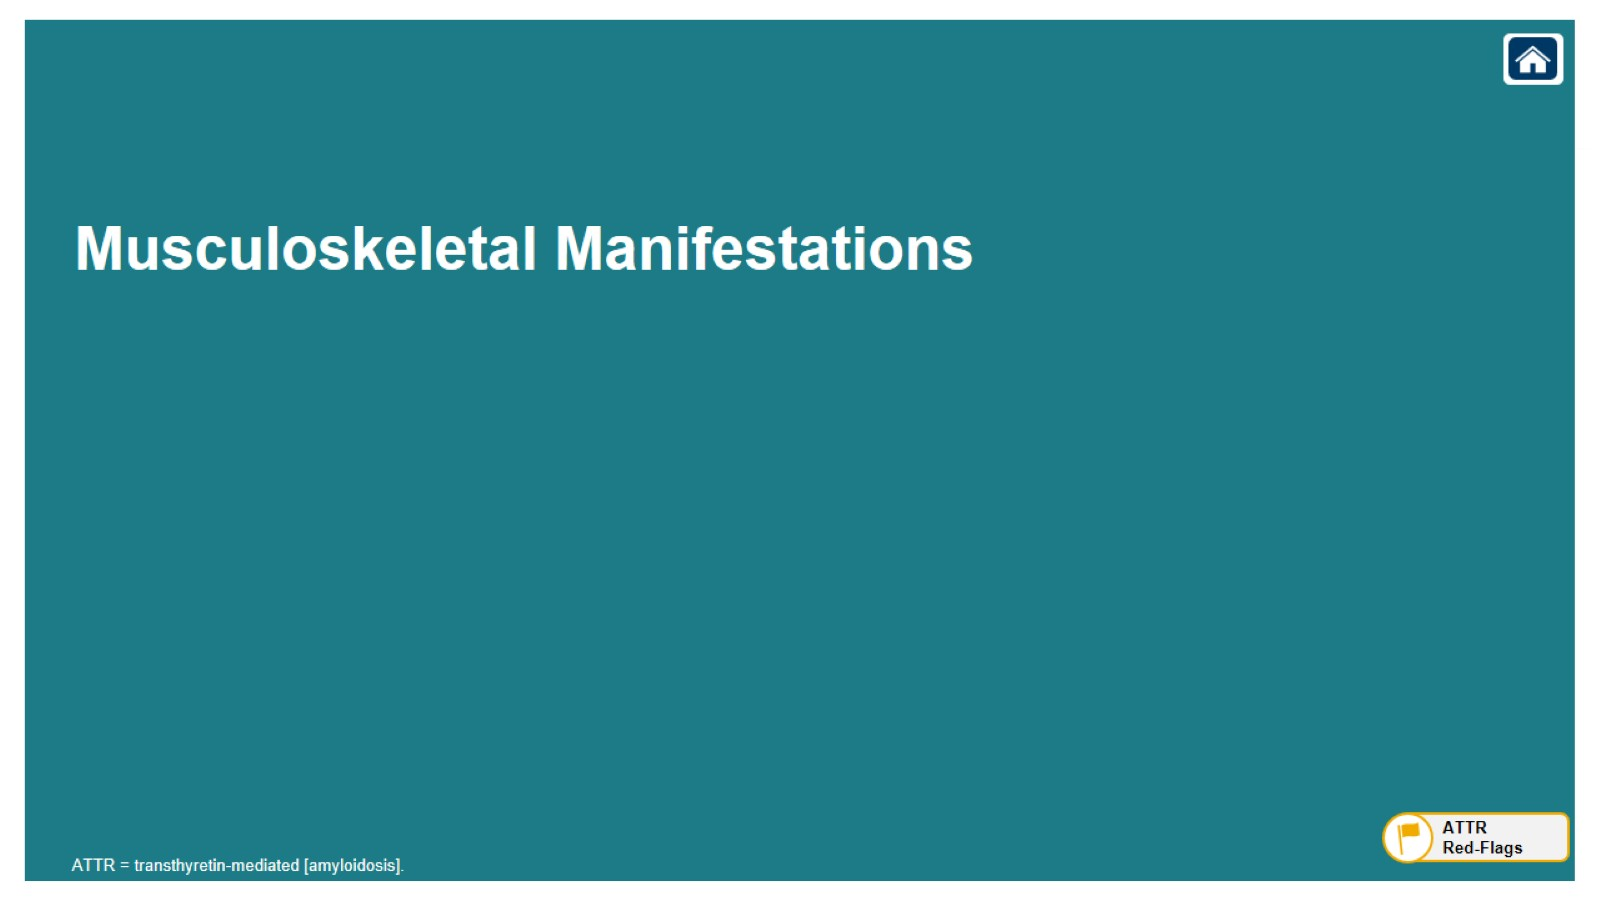 Musculoskeletal Manifestations
ATTR
Red-Flags
ATTR = transthyretin-mediated [amyloidosis].